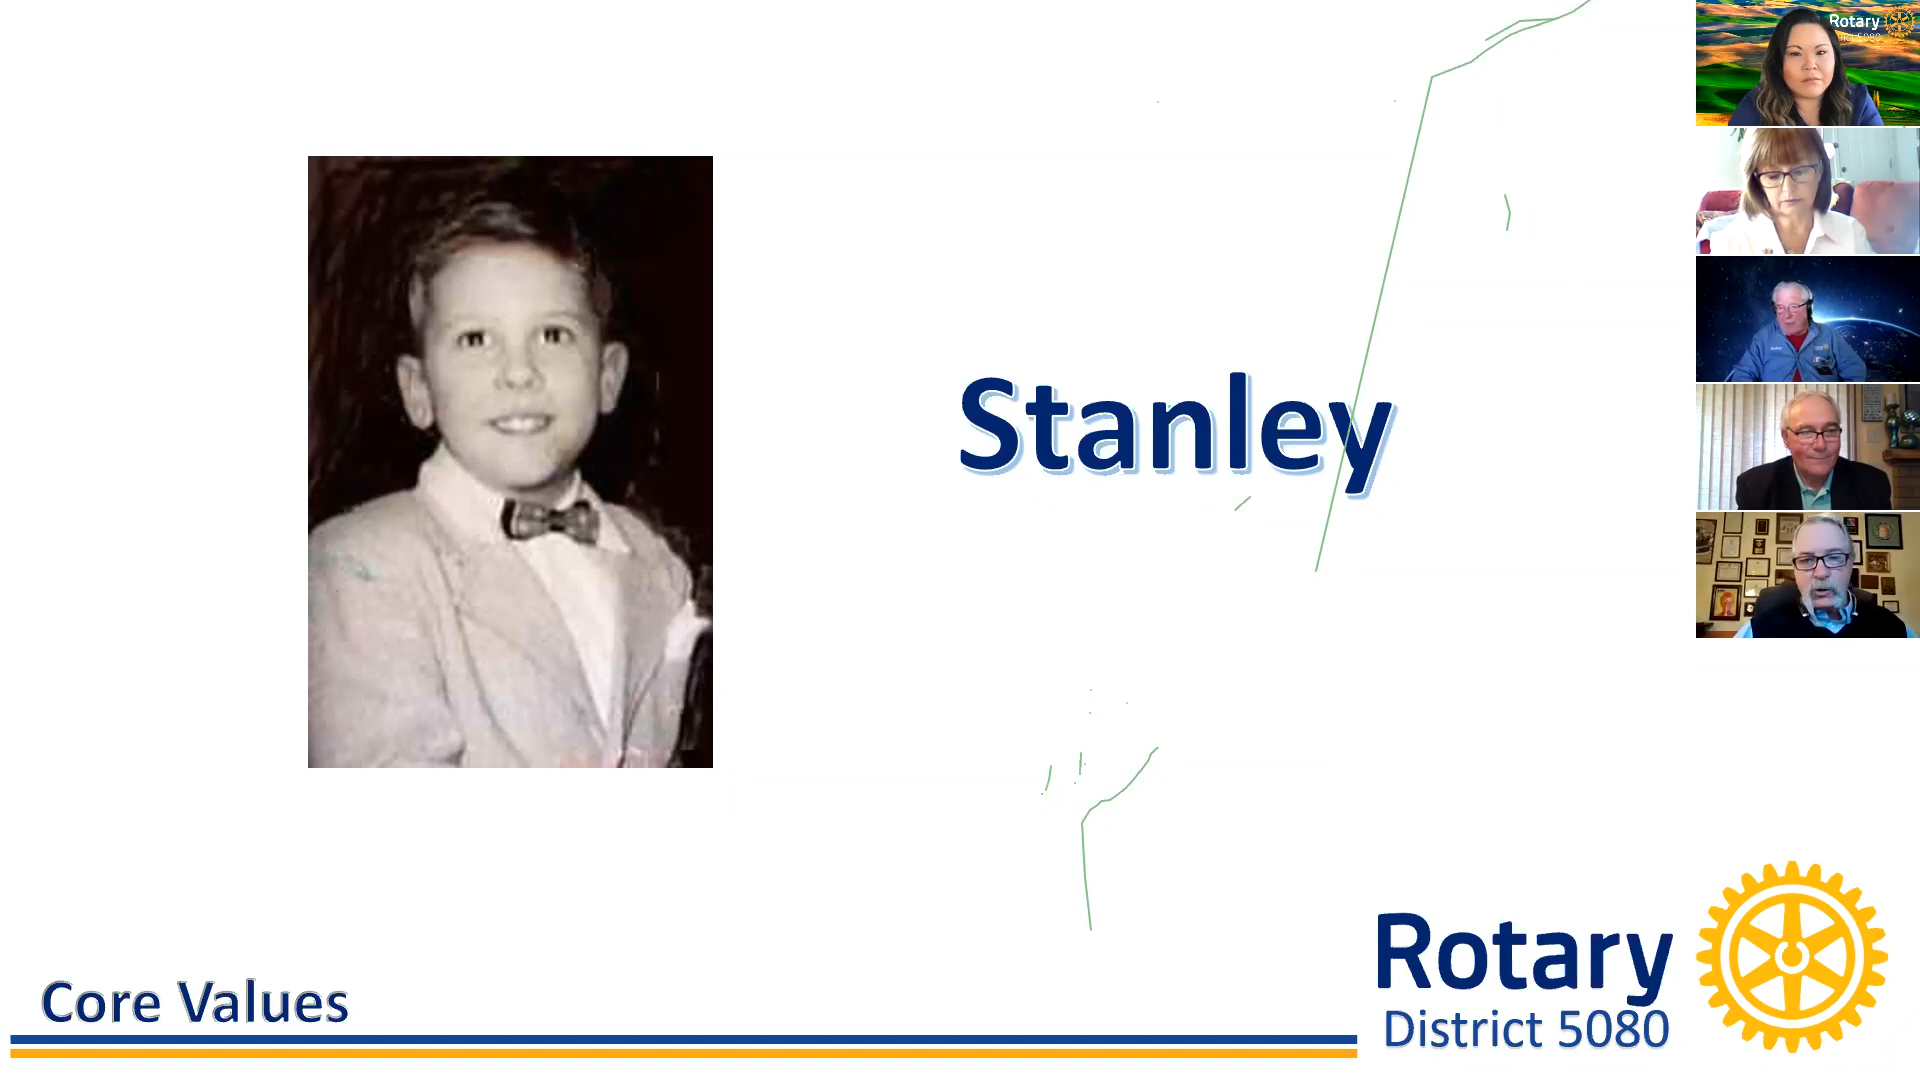 Stanley
Core Values
Rotary
District 5080
Rotary